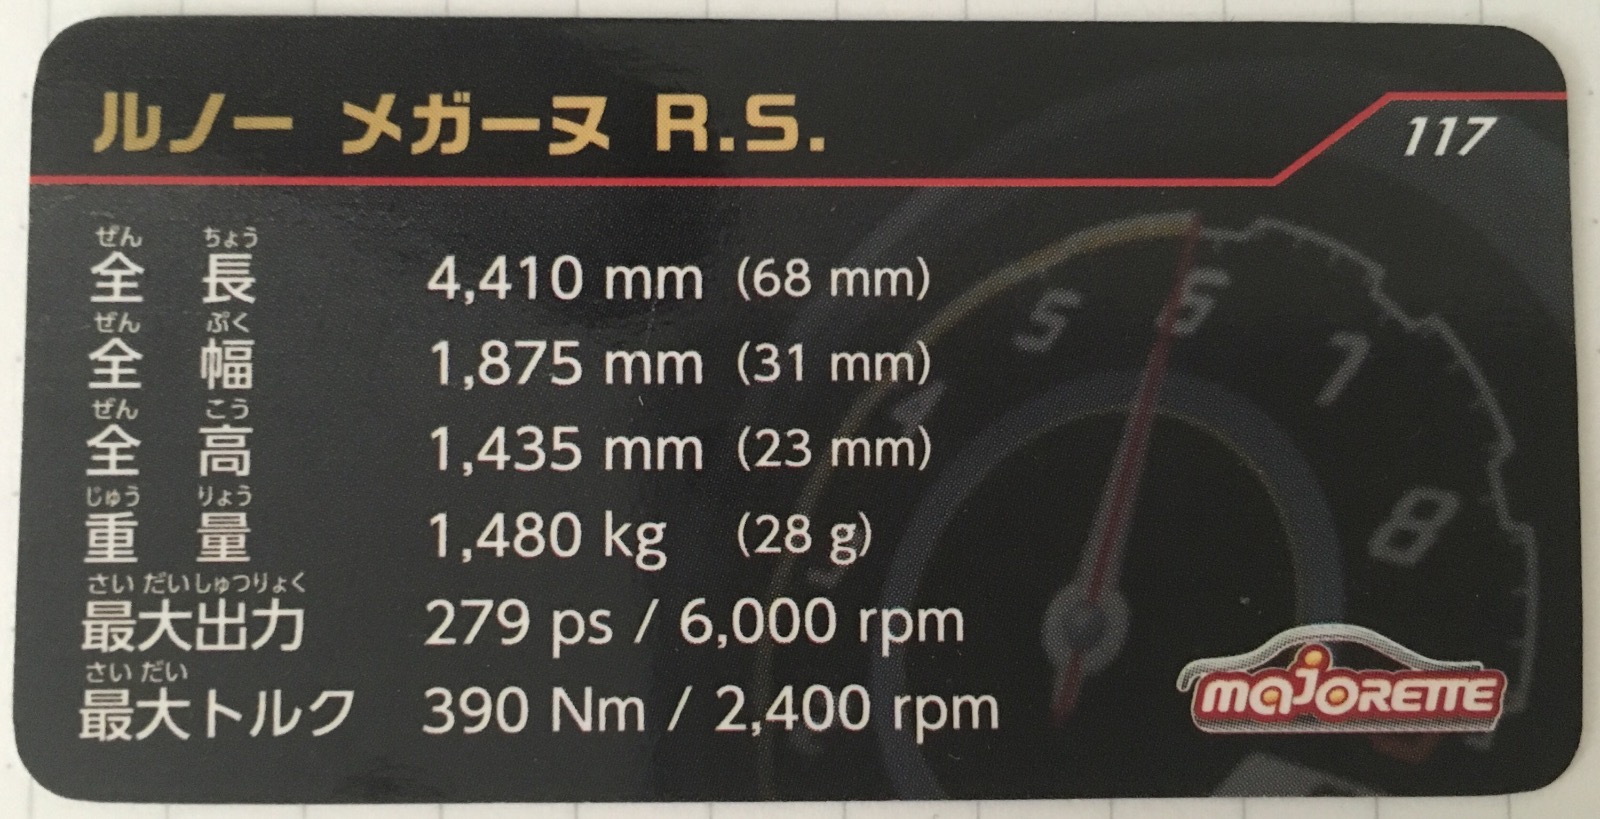 ルノー メガーヌ R.S.
117
ぜん ちょう
全 長 4,410 mm (68 mm)
ぜん ぷく
全 幅 1,875 mm (31 mm)
ぜん こう
全 高 1,435 mm (23 mm)
じゅう りょう
重 量 1,480 kg (28 g)
さい だい しゅつりょく
最大出力 279 ps / 6,000 rpm
さい だい
最大トルク 390 Nm / 2,400 rpm
4
5
6
7
8
majORETTE